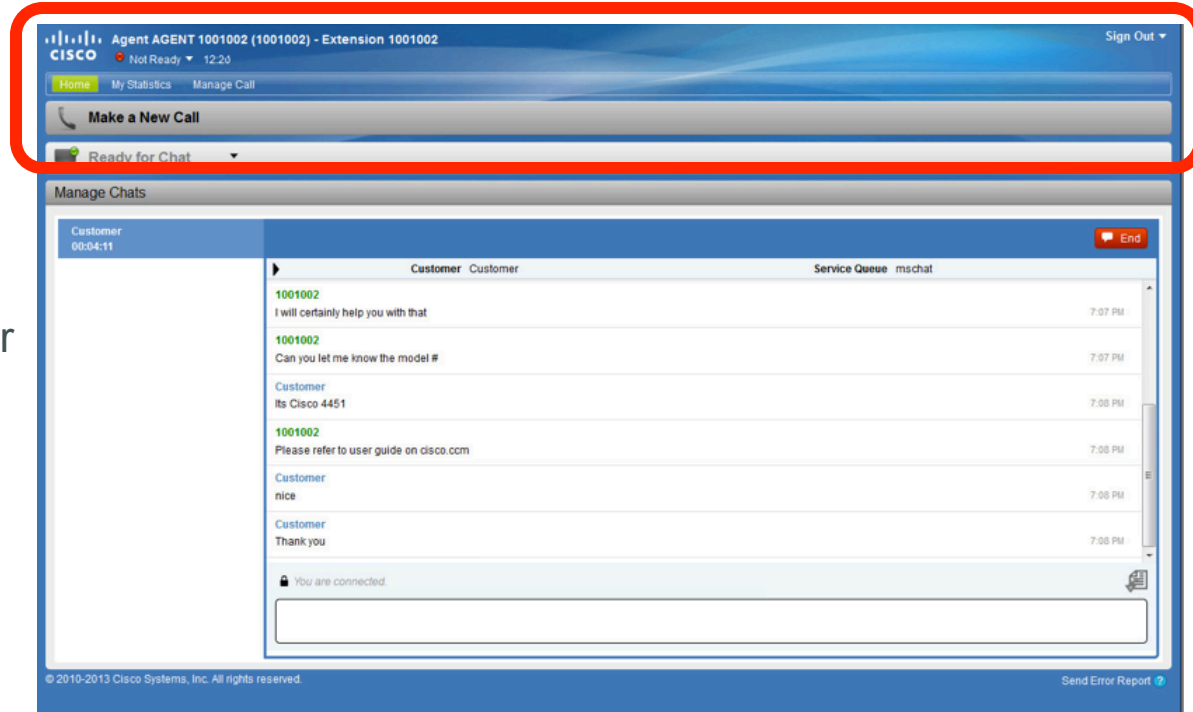 Agent AGENT 1001002 (1001002) - Extension 1001002
Sign Out
CISCO
Not Ready 12:20
Home My Statistics Manage Call
Make a New Call
Ready for Chat
Manage Chats
Customer
00:04:11
End
Customer Customer Service Queue mschat
1001002
I will certainly help you with that 7:07 PM
1001002
Can you let me know the model # 7:07 PM
Customer
Its Cisco 4451 7:08 PM
1001002
Please refer to user guide on cisco.ccm 7:08 PM
Customer
nice 7:08 PM
Customer
Thank you 7:08 PM
r
You are connected.
© 2010-2013 Cisco Systems, Inc. All rights reserved.
Send Error Report ?